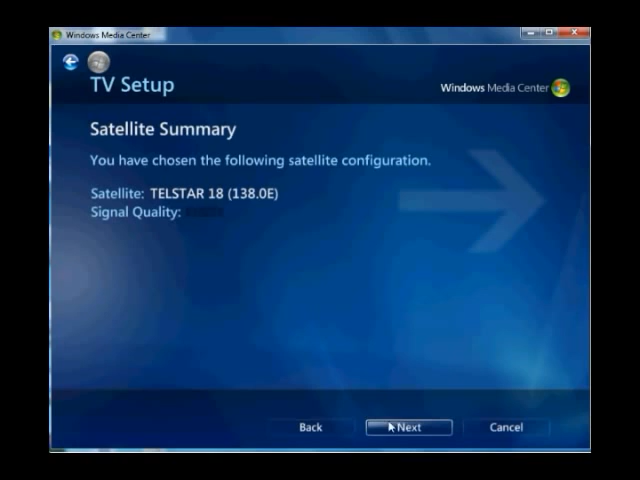 Windows Media Center
TV Setup
Windows Media Center
Satellite Summary
You have chosen the following satellite configuration.
Satellite: TELSTAR 18 (138.0E)
Signal Quality:
Back
Next
Cancel